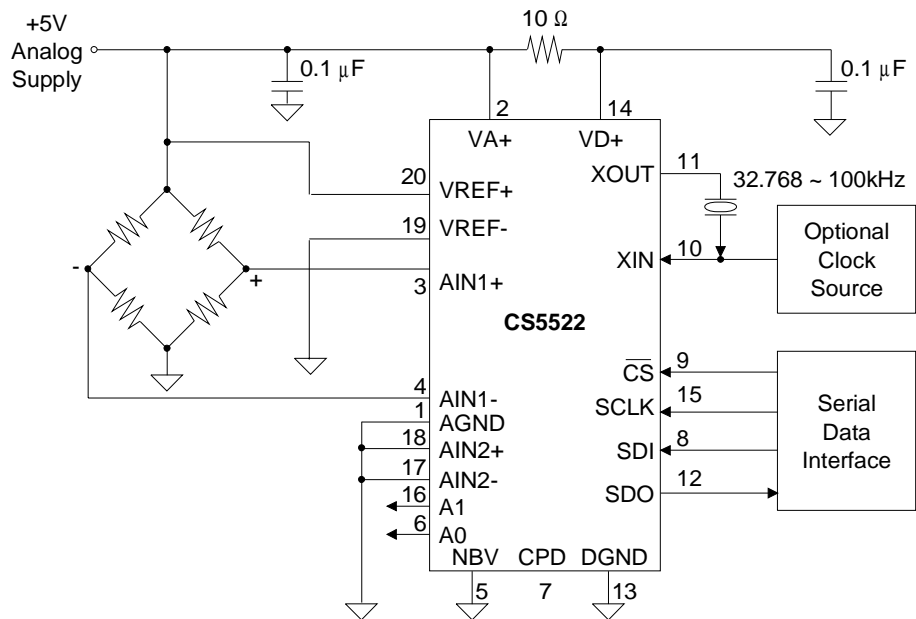 +5V
Analog
Supply
10 Ω
0.1 µF
0.1 µF
2
14
VA+
VD+
20
VREF+
19
VREF-
3
AIN1+
-
+
XOUT
11
32.768 ~ 100kHz
XIN
10
Optional
Clock
Source
CS5522
4
AIN1-
1
AGND
18
AIN2+
17
AIN2-
16
A1
6
A0
CS
9
SCLK
15
SDI
8
SDO
12
Serial
Data
Interface
NBV
CPD
DGND
5
7
13